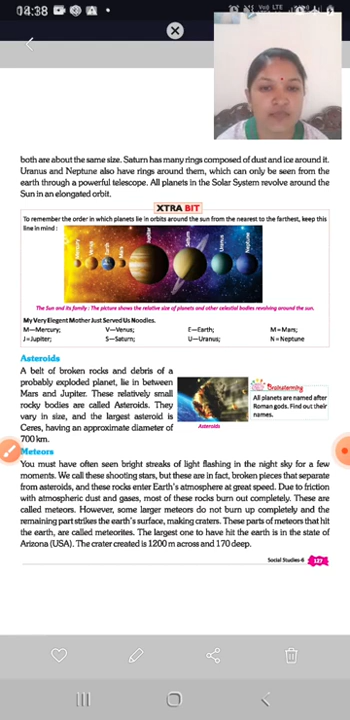 04:38
both are about the same size. Saturn has many rings composed of dust and ice around it.
Uranus and Neptune also have rings around them, which can only be seen from the
earth through a powerful telescope. All planets in the Solar System revolve around the
Sun in an elongated orbit.
XTRA BIT
To remember the order in which planets lie in orbits around the sun from the nearest to the farthest, keep this
line in mind :
Mercury
Venus
Earth
Mars
Jupiter
Saturn
Uranus
Neptune
The Sun and its family : The picture shows the relative size of planets and other celestial bodies revolving around the sun.
My Very Elegent Mother Just Served Us Noodles.
M—Mercury; V—Venus; E—Earth; M=Mars;
J=Jupiter; S—Saturn; U—Uranus; N=Neptune
Asteroids
A belt of broken rocks and debris of a
probably exploded planet, lie in between
Mars and Jupiter. These relatively small
rocky bodies are called Asteroids. They
vary in size, and the largest asteroid is
Ceres, having an approximate diameter of
700 km.
Asteroids
Brainstorming
All planets are named after
Roman gods. Find out their
names.
Meteors
You must have often seen bright streaks of light flashing in the night sky for a few
moments. We call these shooting stars, but these are in fact, broken pieces that separate
from asteroids, and these rocks enter Earth's atmosphere at great speed. Due to friction
with atmospheric dust and gases, most of these rocks burn out completely. These are
called meteors. However, some larger meteors do not burn up completely and the
remaining part strikes the earth's surface, making craters. These parts of meteors that hit
the earth, are called meteorites. The largest one to have hit the earth is in the state of
Arizona (USA). The crater created is 1200 m across and 170 deep.
Social Studies-6 127